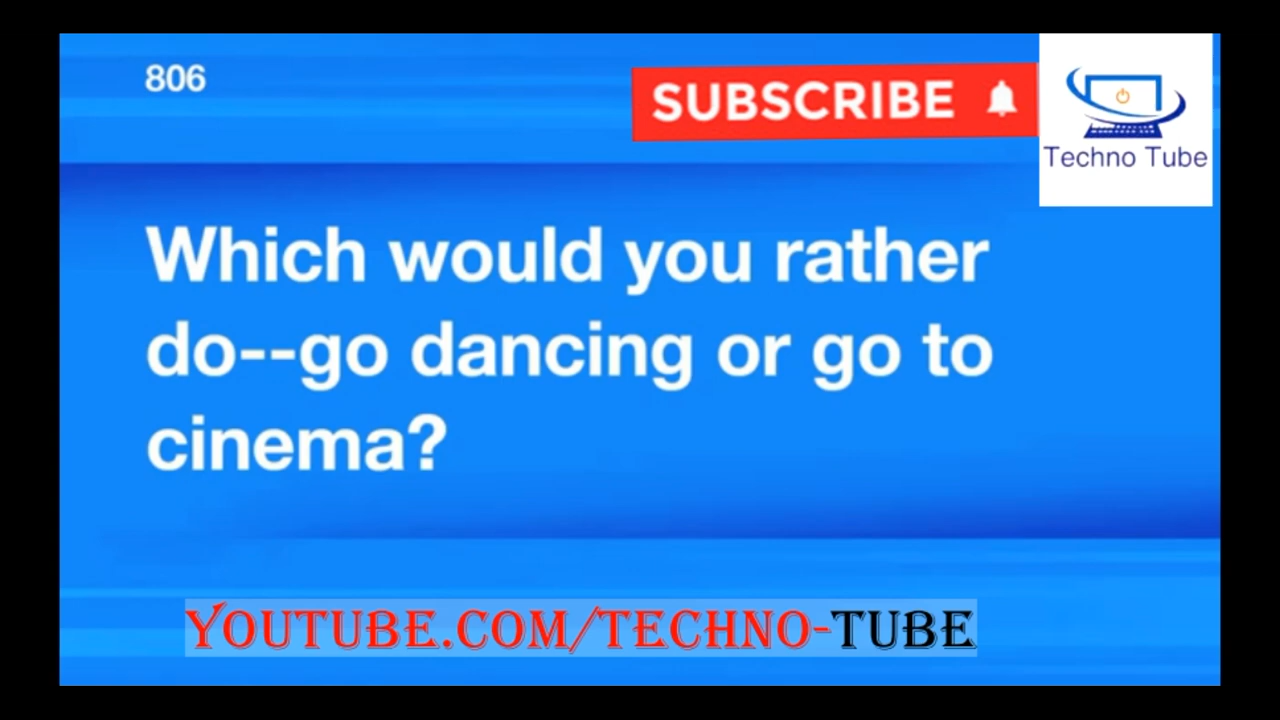 806
SUBSCRIBE
Techno Tube
Which would you rather
do--go dancing or go to
cinema?
YOUTUBE.COM/TECHNO-TUBE